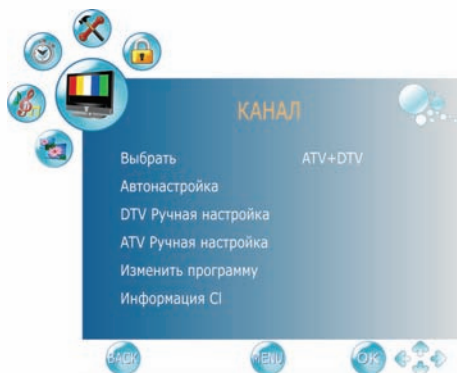 КАНАЛ
Выбрать ATV+DTV
Автонастройка
DTV Ручная настройка
ATV Ручная настройка
Изменить программу
Информация CI
BACK MENU OK